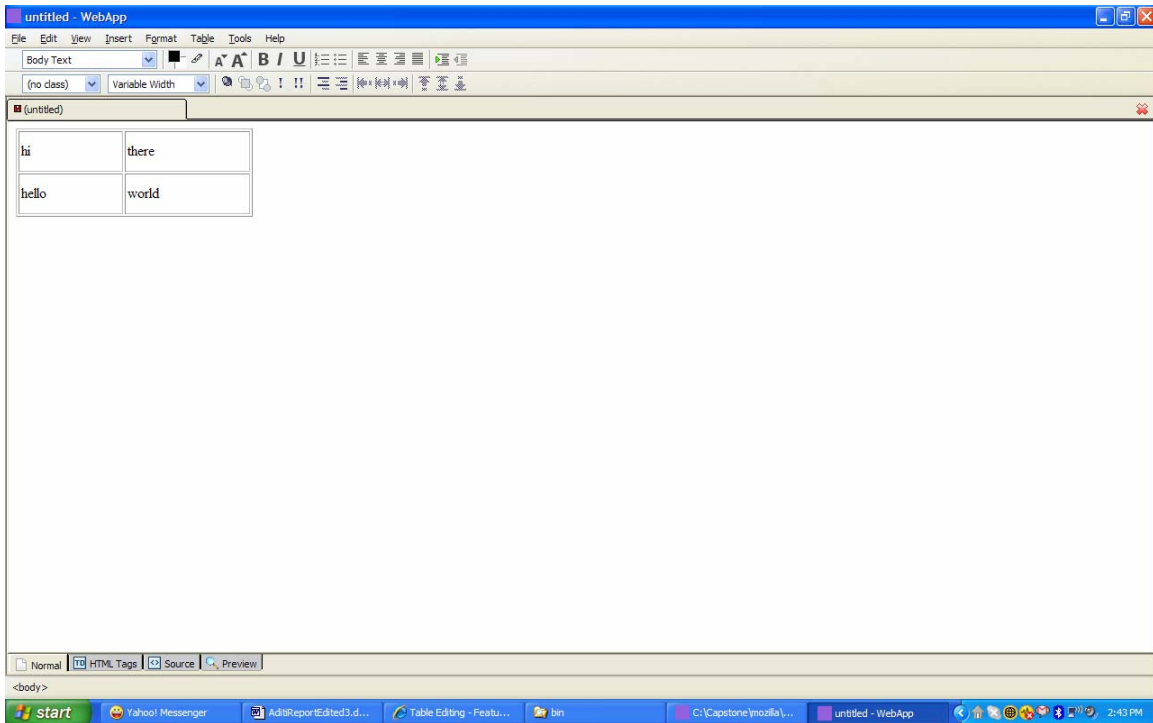 untitled - WebApp
File Edit View Insert Format Table Tools Help
Body Text A A B I U
(no class) Variable Width ! !!
(untitled)
hi there
hello world
Normal TD HTML Tags <> Source Preview
<body>
start Yahoo! Messenger AditiReportEdited3.d... Table Editing - Featu... bin C:\Capstone\mozilla\... untitled - WebApp 2:43 PM